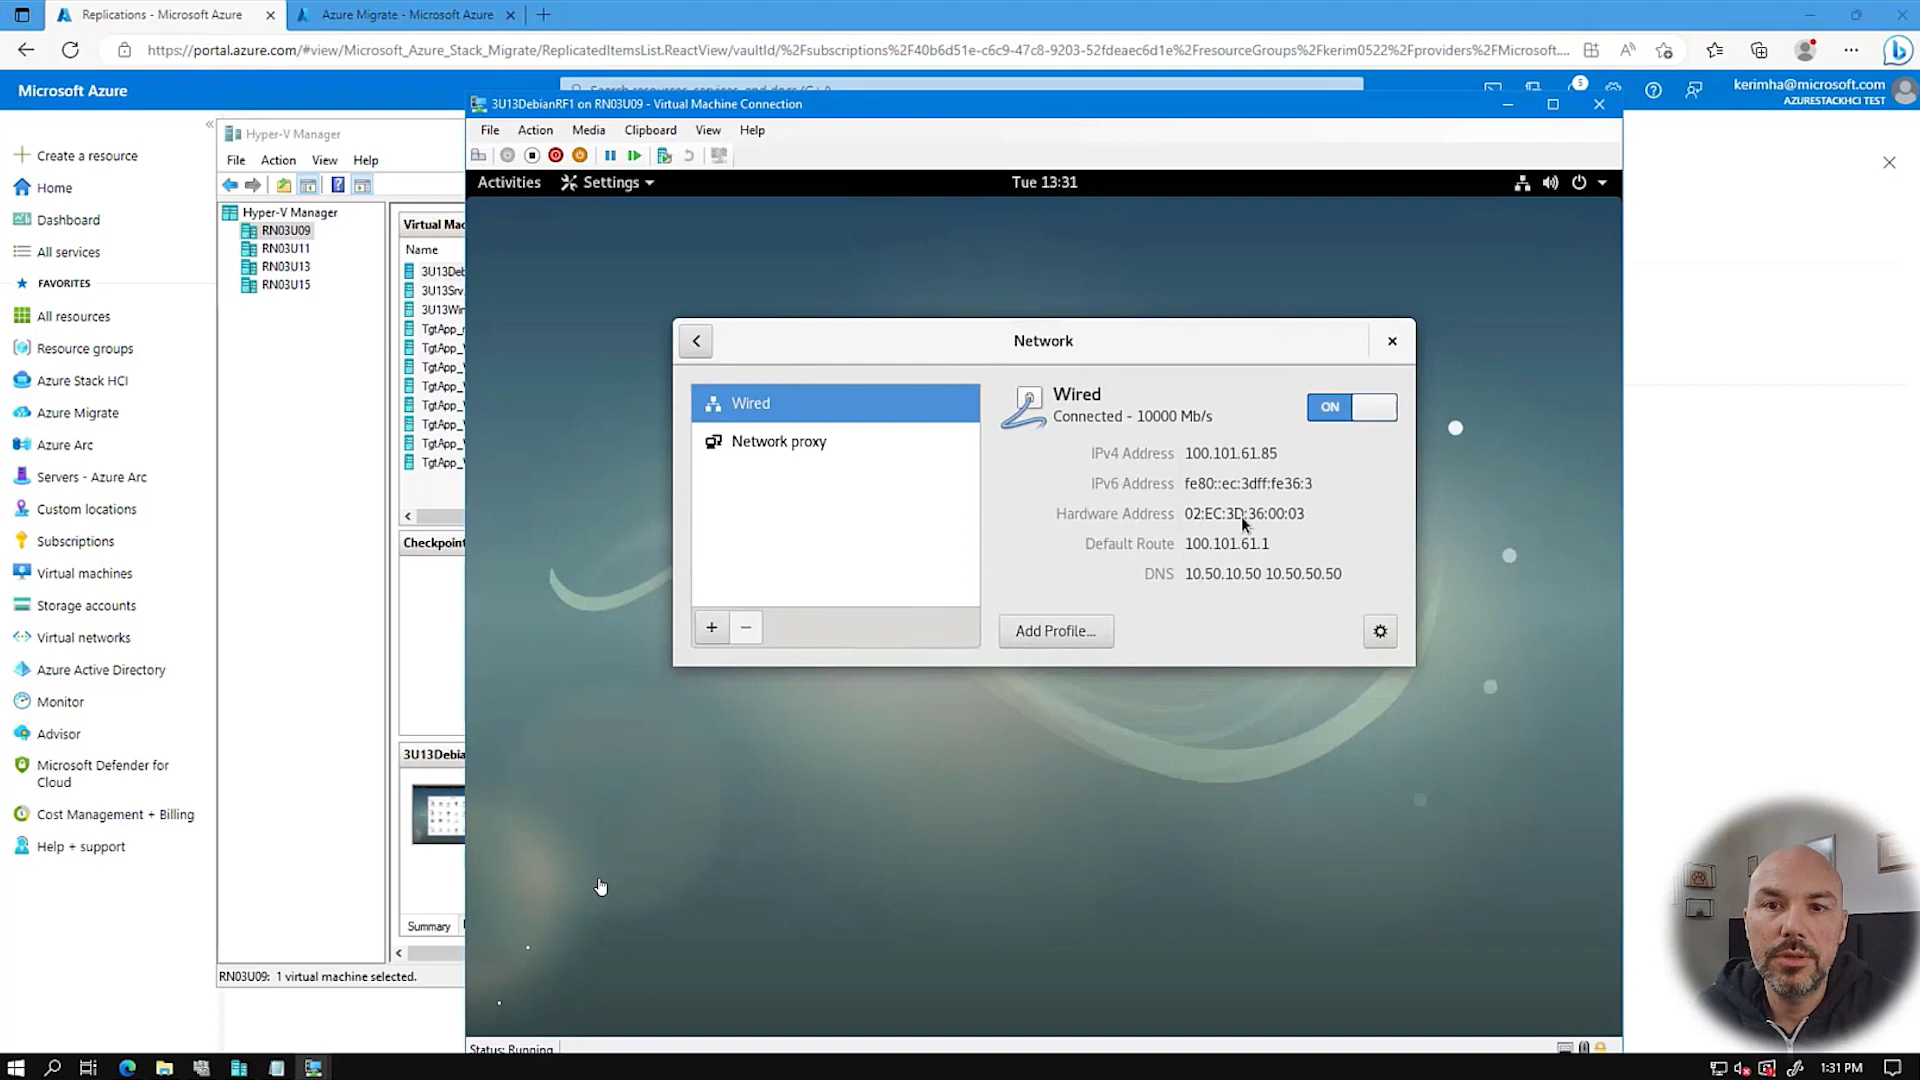 Replications - Microsoft Azure
Azure Migrate - Microsoft Azure
https://portal.azure.com/#view/Microsoft_Azure_Stack_Migrate/ReplicatedItemsList.ReactView/vaultId/%2Fsubscriptions%2F40b6d51e-c6c9-47c8-9203-52fdeaec6d1e%2FresourceGroups%2Fkerim0522%2Fproviders%2FMicrosoft....
Microsoft Azure
5
kerimha@microsoft.com
AZURESTACKHCI TEST
Create a resource
Home
Dashboard
All services
FAVORITES
All resources
Resource groups
Azure Stack HCI
Azure Migrate
Azure Arc
Servers - Azure Arc
Custom locations
Subscriptions
Virtual machines
Storage accounts
Virtual networks
Azure Active Directory
Monitor
Advisor
Microsoft Defender for
Cloud
Cost Management + Billing
Help + support
Hyper-V Manager
File Action View Help
Hyper-V Manager
RN03U09
RN03U11
RN03U13
RN03U15
Virtual Mac
Name
3U13Deb
3U13Srv
3U13Win
TgtApp_
TgtApp_
TgtApp_
TgtApp_
TgtApp_
TgtApp_
TgtApp_
TgtApp_
Checkpoint
3U13Debia
Summary
RN03U09: 1 virtual machine selected.
3U13DebianRF1 on RN03U09 - Virtual Machine Connection
File Action Media Clipboard View Help
Activities Settings Tue 13:31
Network
Wired
Network proxy
Wired
Connected - 10000 Mb/s
ON
IPv4 Address 100.101.61.85
IPv6 Address fe80::ec:3dff:fe36:3
Hardware Address 02:EC:3D:36:00:03
Default Route 100.101.61.1
DNS 10.50.10.50 10.50.50.50
Add Profile...
Status: Running
1:31 PM